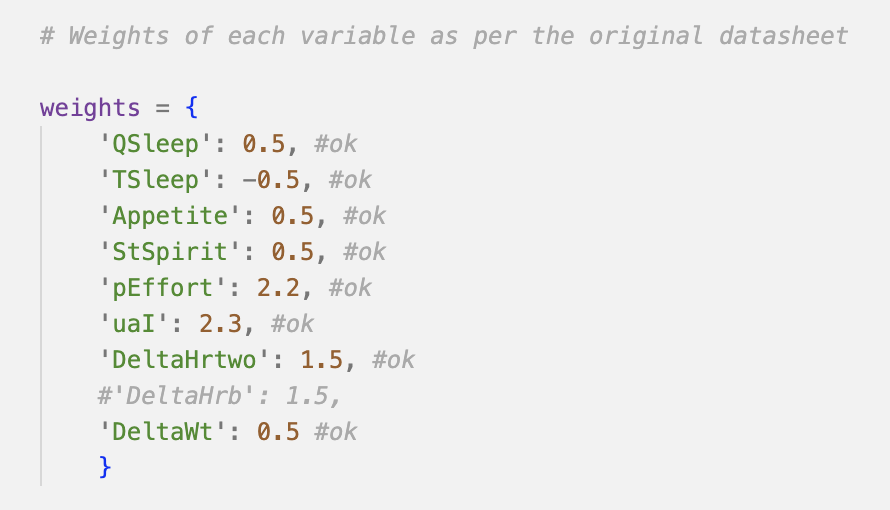 # Weights of each variable as per the original datasheet
weights = {
'QSleep': 0.5, #ok
'TSleep': -0.5, #ok
'Appetite': 0.5, #ok
'StSpirit': 0.5, #ok
'pEffort': 2.2, #ok
'uaI': 2.3, #ok
'DeltaHrtwo': 1.5, #ok
#'DeltaHrb': 1.5,
'DeltaWt': 0.5 #ok
}